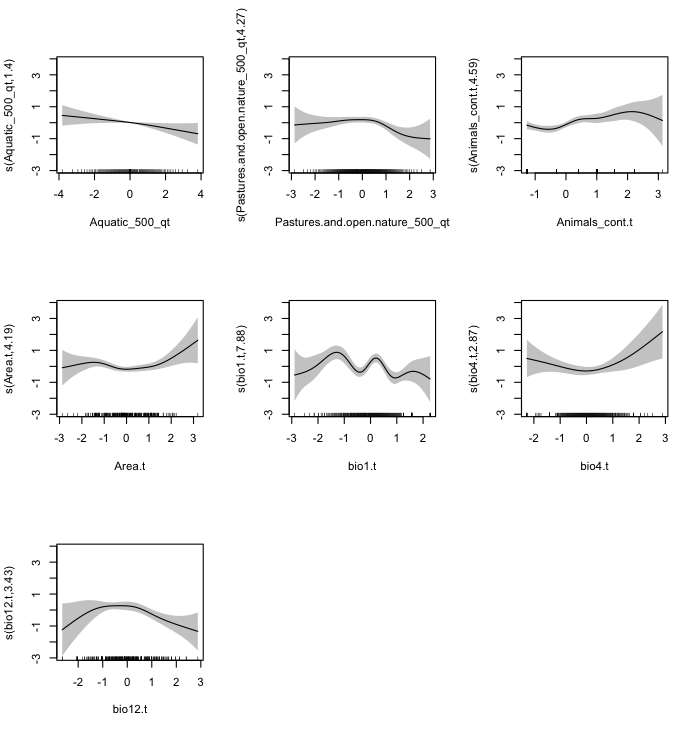 s(Aquatic_500_qt,1.4)
3
1
-1
-3
-4 -2 0 2 4
Aquatic_500_qt
s(Pastures.and.open.nature_500_qt,4.27)
3
1
-1
-3
-3 -2 -1 0 1 2 3
Pastures.and.open.nature_500_qt
s(Animals_cont.t,4.59)
3
1
-1
-3
-1 0 1 2 3
Animals_cont.t
s(Area.t,4.19)
3
1
-1
-3
-3 -2 -1 0 1 2 3
Area.t
s(bio1.t,7.88)
3
1
-1
-3
-3 -2 -1 0 1 2
bio1.t
s(bio4.t,2.87)
3
1
-1
-3
-2 -1 0 1 2 3
bio4.t
s(bio12.t,3.43)
3
1
-1
-3
-2 -1 0 1 2 3
bio12.t